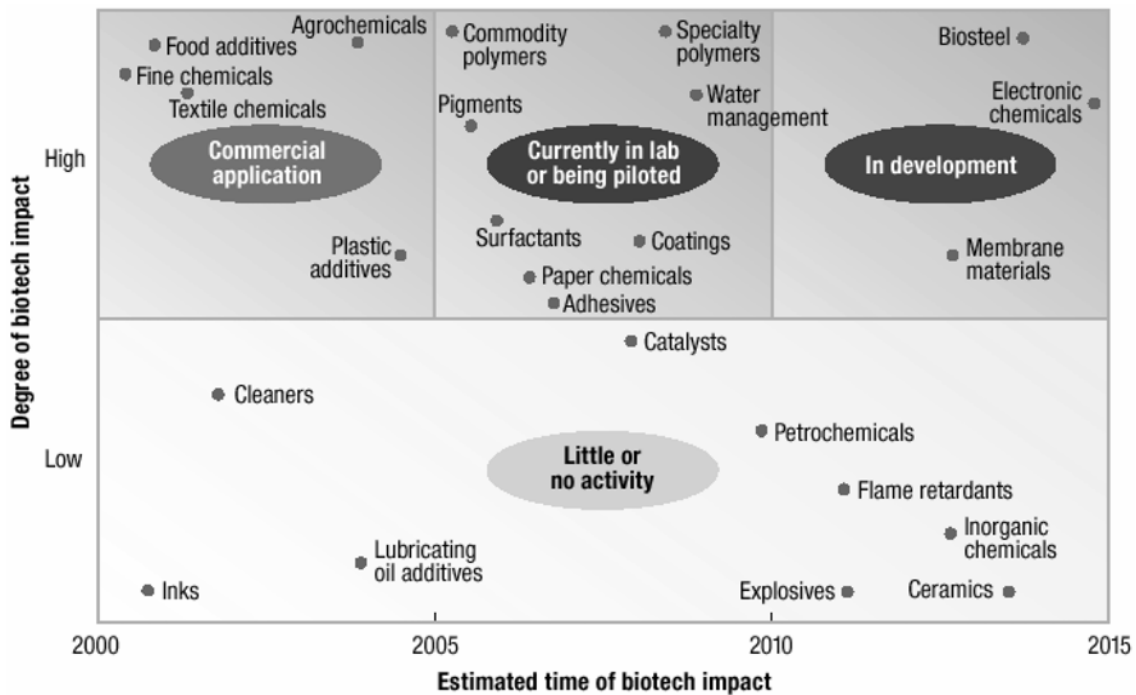 Agrochemicals
Food additives
Fine chemicals
Textile chemicals
Commercial
application
Plastic
additives
Commodity
polymers
Specialty
polymers
Pigments
Water
management
Currently in lab
or being piloted
Surfactants
Coatings
Paper chemicals
Adhesives
Biosteel
Electronic
chemicals
In development
Membrane
materials
High
Degree of biotech impact
Low
Catalysts
Cleaners
Petrochemicals
Little or
no activity
Flame retardants
Inorganic
chemicals
Lubricating
oil additives
Inks
Explosives
Ceramics
2000
2005
2010
2015
Estimated time of biotech impact